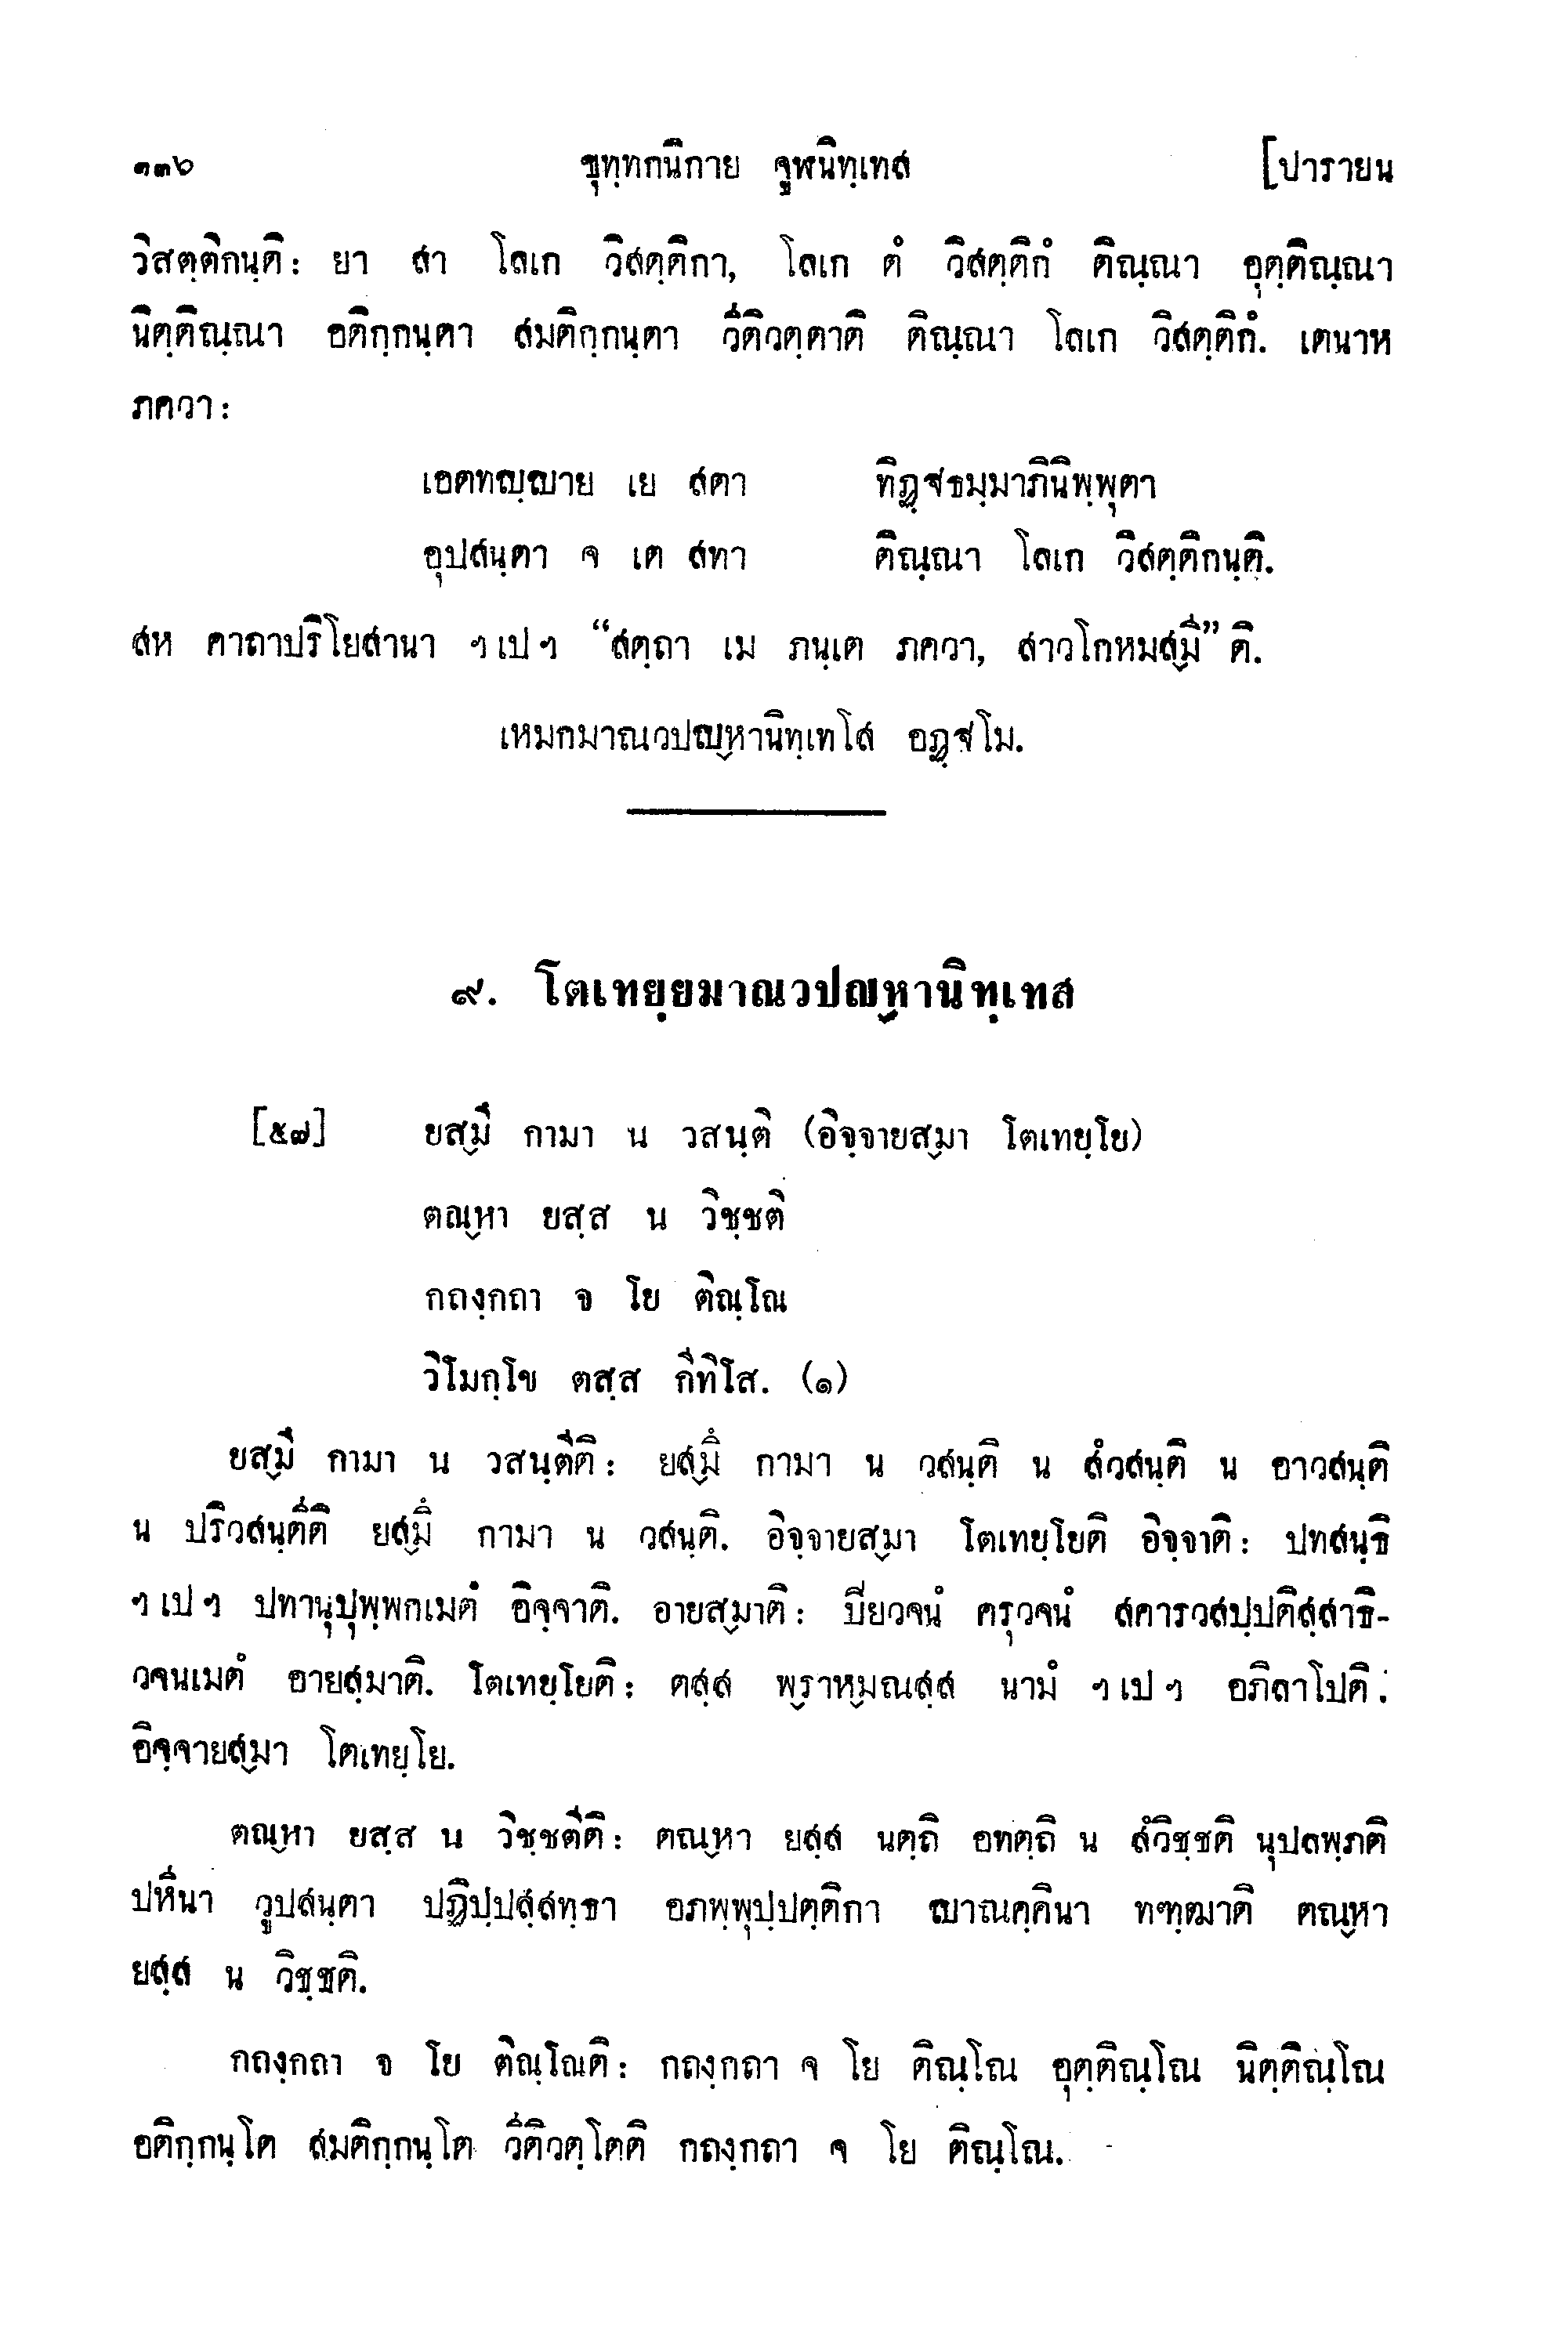 ๑๓๖ ขุทฺทกนิกาย จูฬนิทฺเทส [ปารายน
วิสตฺติกนฺติ: ยา สา โลเก วิสตฺติกา, โลเก ตํ วิสตฺติกํ ติณฺณา อุตฺติณฺณา
นิตฺติณฺณา อติกฺกนฺตา สมติกฺกนฺตา วีติวตฺตาติ ติณฺณา โลเก วิสตฺติกํ. เตนาห
ภควา:
เอตทญฺญาย เย สตา ทิฏฺฐธมฺมาภินิพฺพุตา
อุปสนฺตา จ เต สทา ติณฺณา โลเก วิสตฺติกนฺติ.
สห คาถาปริโยสานา ฯเปฯ “สตฺถา เม ภนฺเต ภควา, สาวโกหมสฺมี” ติ.
เหมกมาณวปญฺหานิทฺเทโส อฏฺฐโม.
๙. โตเทยฺยมาณวปญฺหานิทฺเทส
[๕๗] ยสฺมึ กามา น วสนฺติ (อิจฺจายสฺมา โตเทยฺโย)
ตณฺหา ยสฺส น วิชฺชติ
กถงฺกถา จ โย ติณฺโณ
วิโมกฺโข ตสฺส กีทิโส. (๑)
ยสฺมึ กามา น วสนฺตีติ: ยสฺมึ กามา น วสนฺติ น สํวสนฺติ น อาวสนฺติ
น ปริวสนฺตีติ ยสฺมึ กามา น วสนฺติ. อิจฺจายสฺมา โตเทยฺโยติ อิจฺจาติ: ปทสนฺธิ
ฯเปฯ ปทานุปุพฺพกเมตํ อิจฺจาติ. อายสฺมาติ: ปิยวจนํ ครุวจนํ สคารวสปฺปติสฺสาธิ-
วจนเมตํ อายสฺมาติ. โตเทยฺโยติ: ตสฺส พฺราหฺมณสฺส นามํ ฯเปฯ อภิลาโปติ:
อิจฺจายสฺมา โตเทยฺโย.
ตณฺหา ยสฺส น วิชฺชตีติ: ตณฺหา ยสฺส นตฺถิ อทตฺถิ น สํวิชฺชติ นุปลพฺภติ
ปหีนา วูปสนฺตา ปฏิปฺปสฺสทฺธา อภพฺพุปฺปตฺติกา ญาณคฺคินา ทฑฺฒาติ ตณฺหา
ยสฺส น วิชฺชติ.
กถงฺกถา จ โย ติณฺโณติ: กถงฺกถา จ โย ติณฺโณ อุตฺติณฺโณ นิตฺติณฺโณ
อติกฺกนฺโต สมติกฺกนฺโต วีติวตฺโตติ กถงฺกถา จ โย ติณฺโณ.